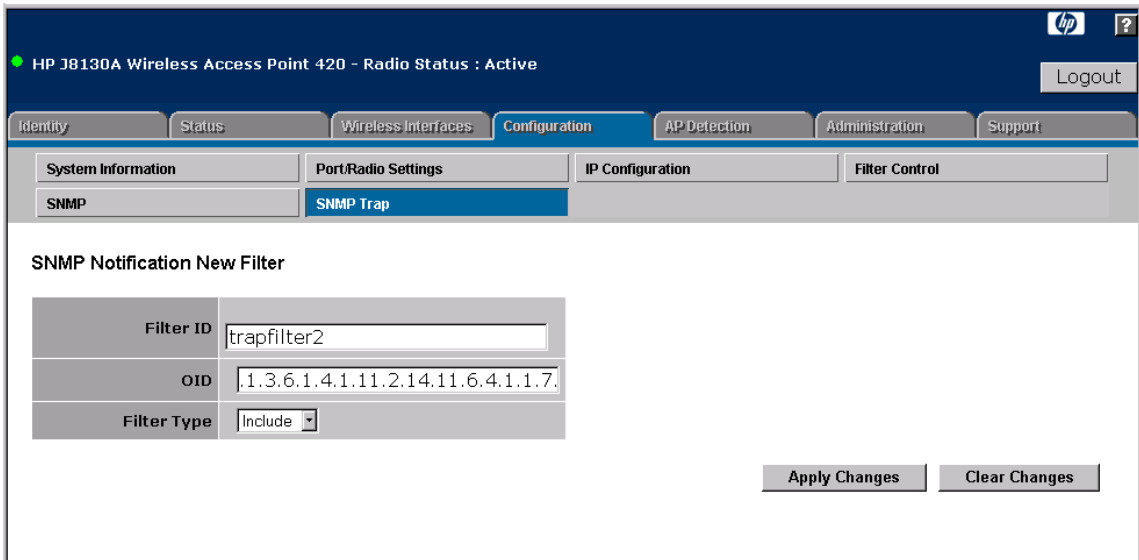 hp ?
HP J8130A Wireless Access Point 420 - Radio Status : Active
Logout
Identity Status Wireless Interfaces Configuration AP Detection Administration Support
System Information Port/Radio Settings IP Configuration Filter Control
SNMP SNMP Trap
SNMP Notification New Filter
Filter ID trapfilter2
OID .1.3.6.1.4.1.11.2.14.11.6.4.1.1.7.
Filter Type Include
Apply Changes Clear Changes